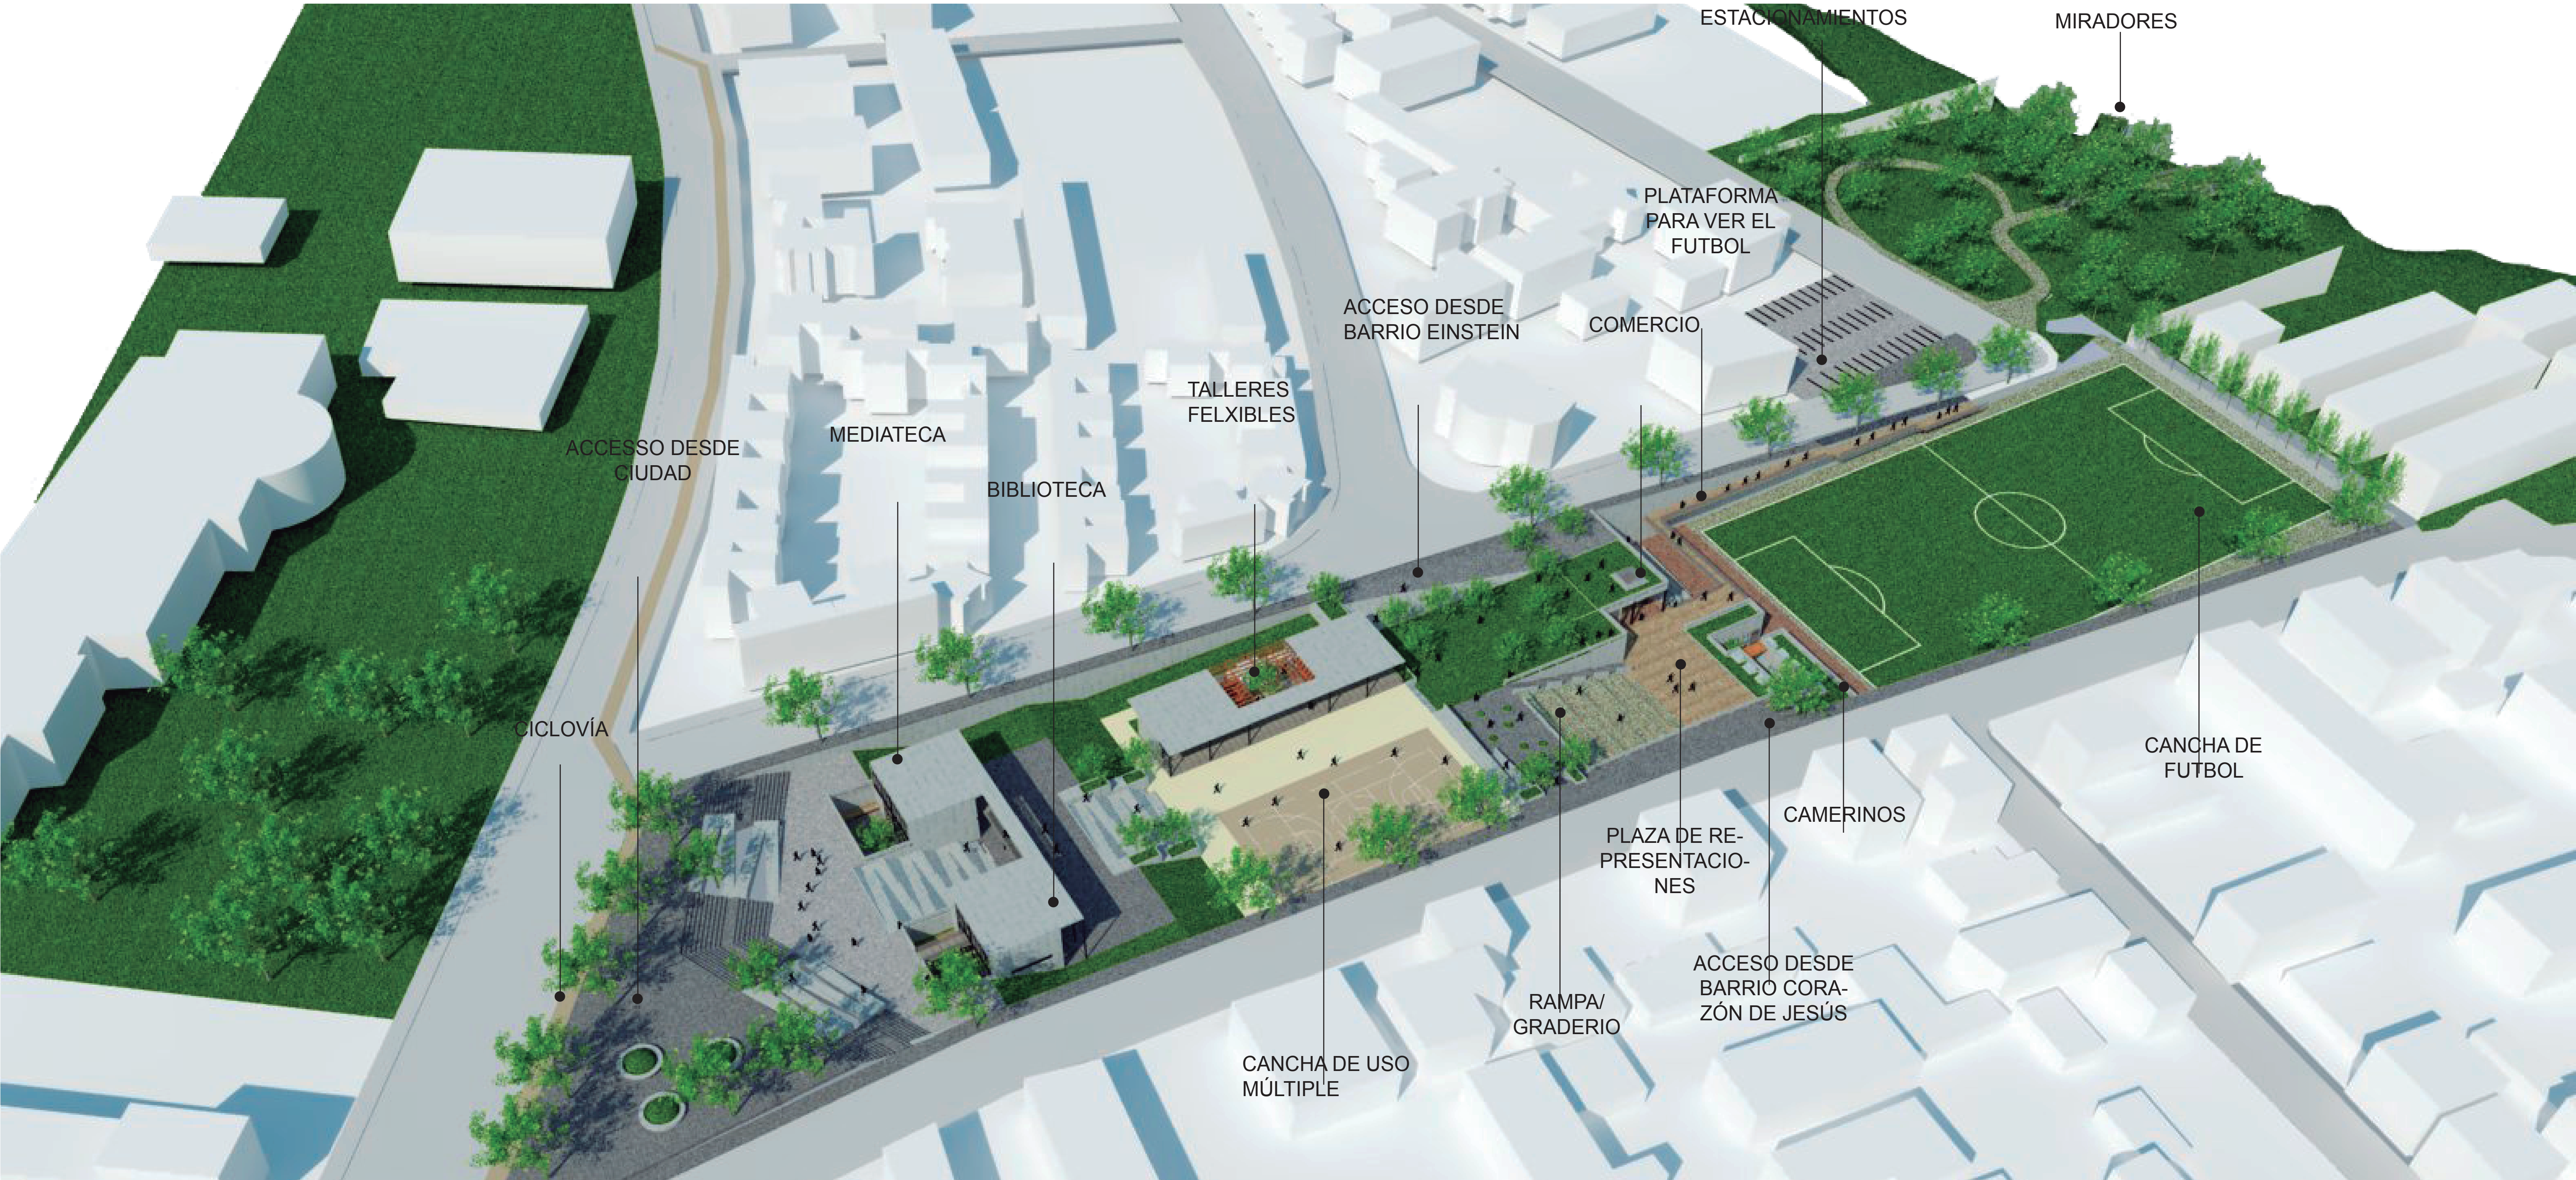 ESTACIONAMIENTOS
MIRADORES
PLATAFORMA
PARA VER EL
FUTBOL
ACCESO DESDE
BARRIO EINSTEIN
COMERCIO
TALLERES
FELXIBLES
MEDIATECA
ACCESSO DESDE
CIUDAD
BIBLIOTECA
CICLOVÍA
CANCHA DE
FUTBOL
CAMERINOS
PLAZA DE RE-
PRESENTACIO-
NES
ACCESO DESDE
BARRIO CORA-
ZÓN DE JESÚS
RAMPA/
GRADERIO
CANCHA DE USO
MÚLTIPLE